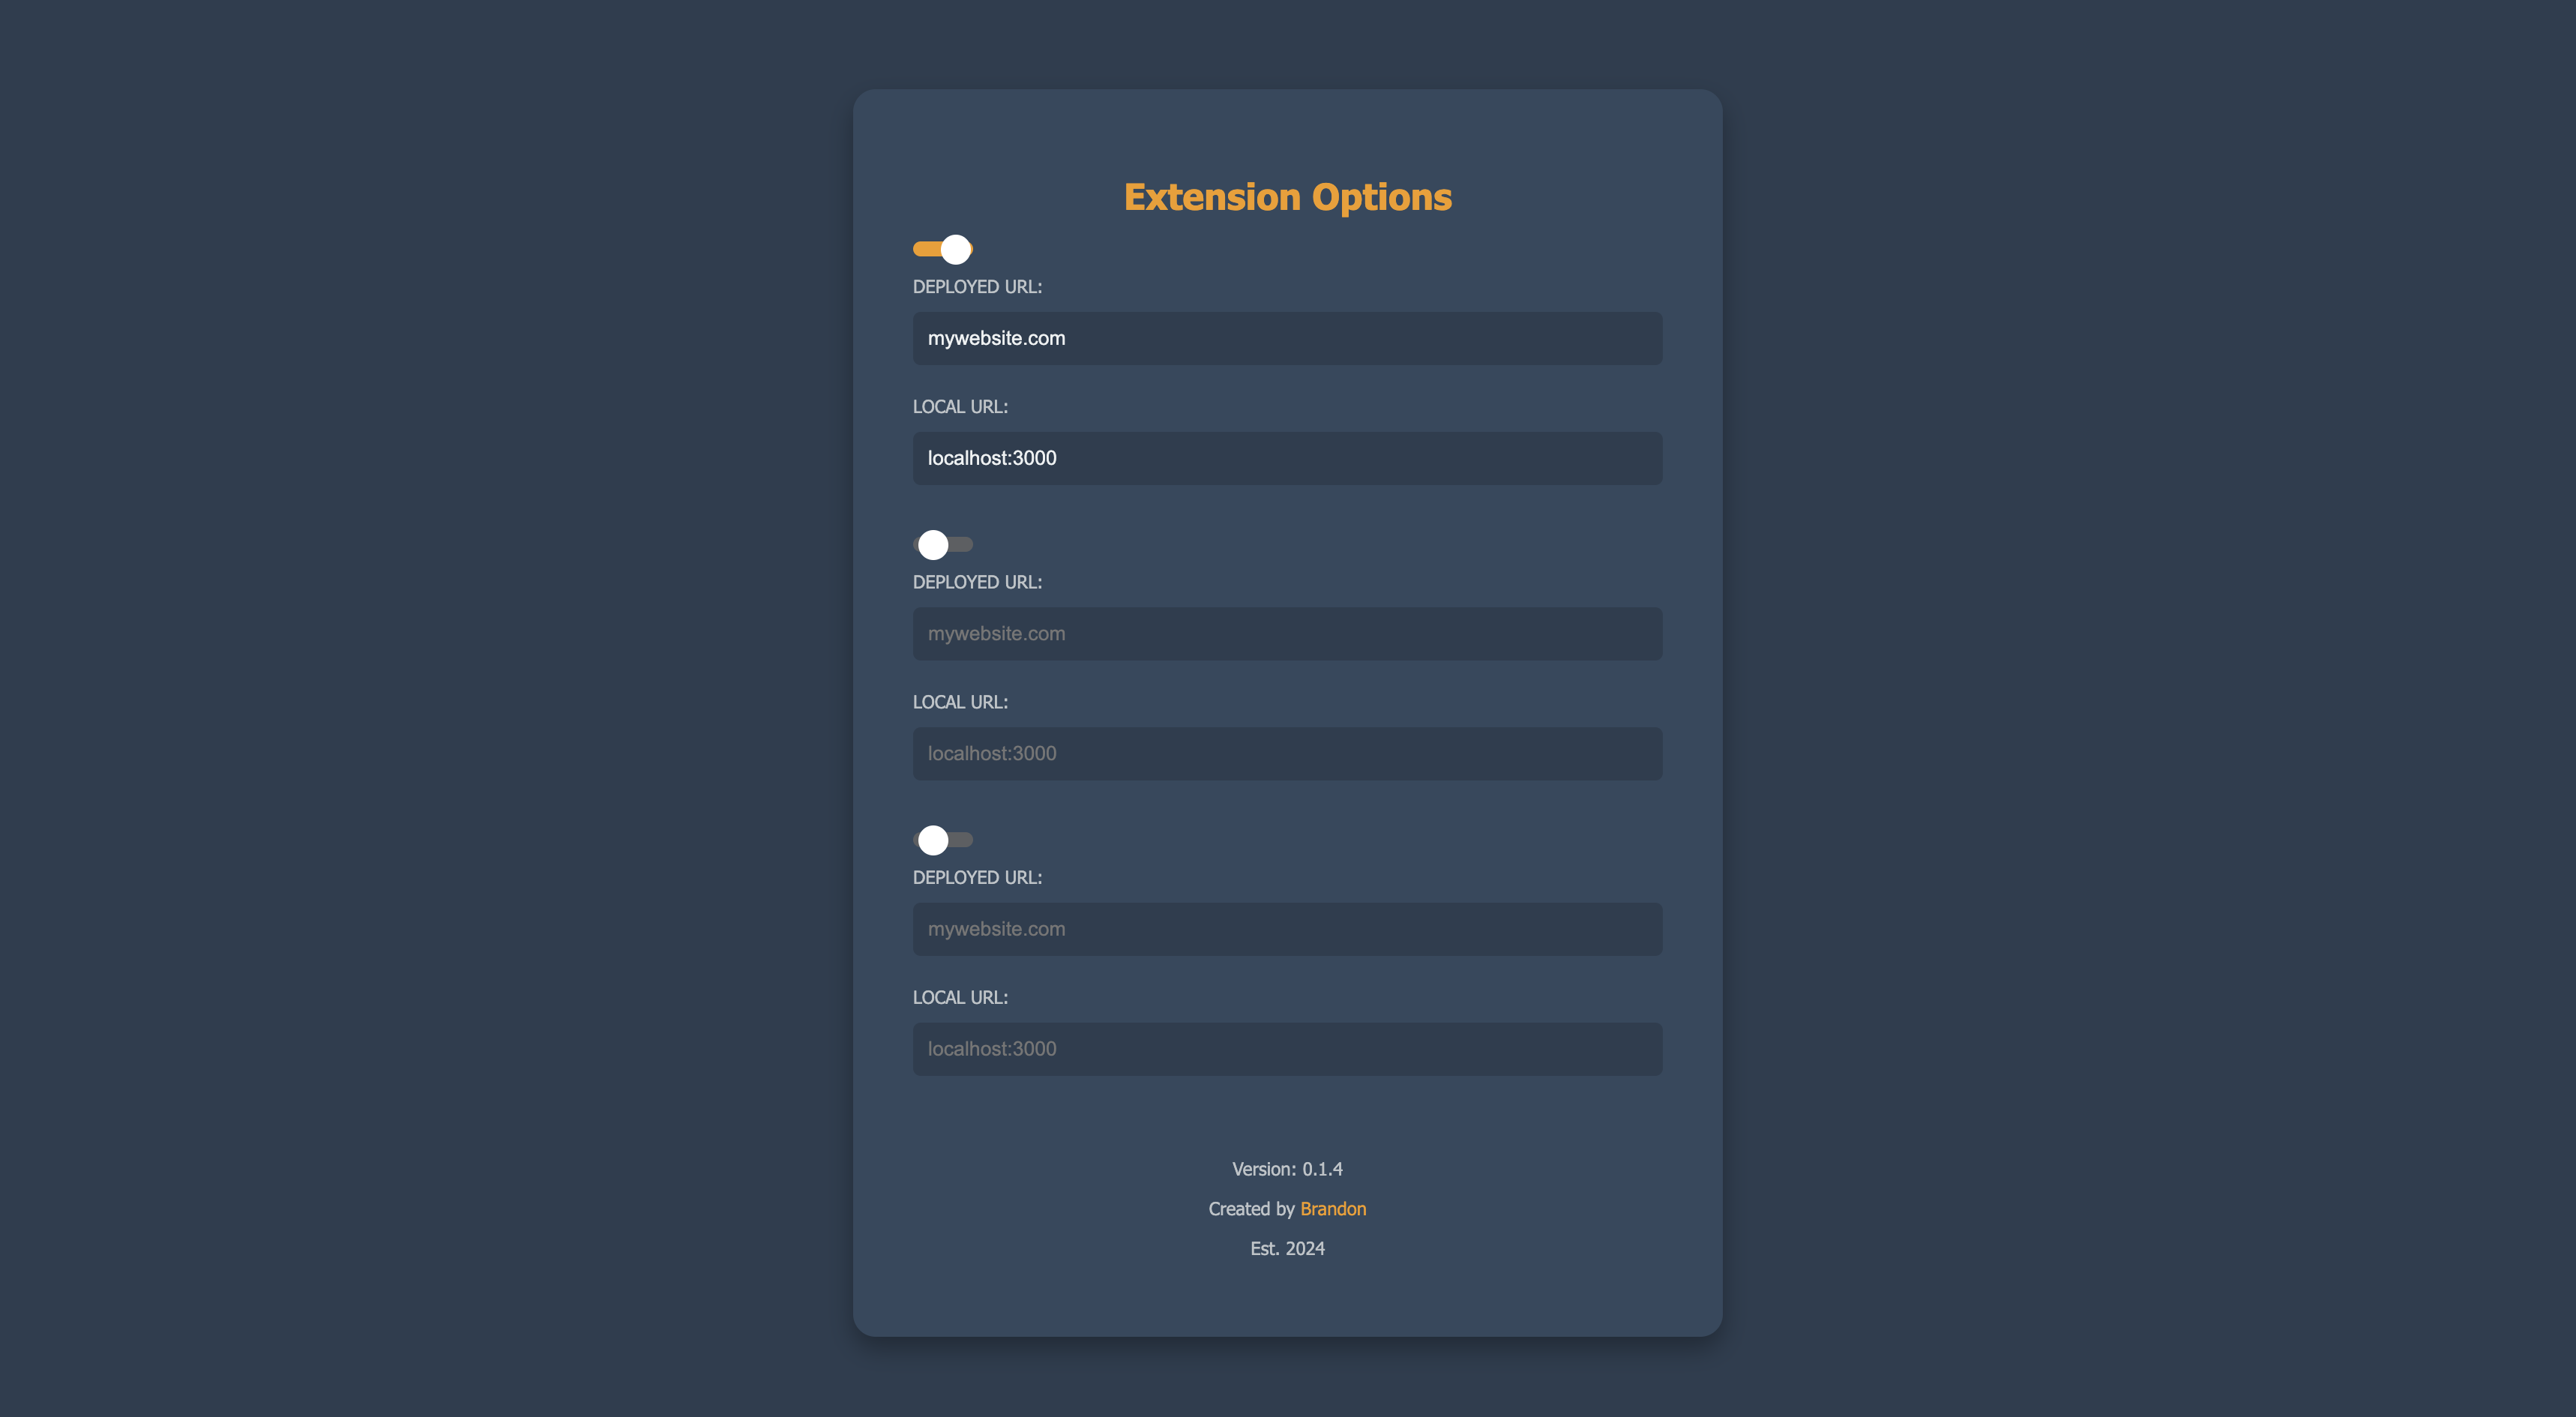 Extension Options
DEPLOYED URL:
mywebsite.com
LOCAL URL:
localhost:3000
DEPLOYED URL:
mywebsite.com
LOCAL URL:
localhost:3000
DEPLOYED URL:
mywebsite.com
LOCAL URL:
localhost:3000
Version: 0.1.4
Created by Brandon
Est. 2024